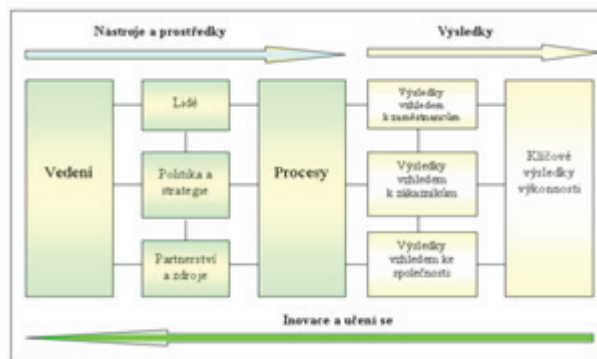 Nástroje a prostředky
Výsledky
Vedení
Lidé
Politika a
strategie
Partnerství
a zdroje
Procesy
Výsledky
vzhledem
k zaměstnancům
Výsledky
vzhledem
k zákazníkům
Výsledky
vzhledem ke
společnosti
Klíčové
výsledky
výkonnosti
Inovace a učení se